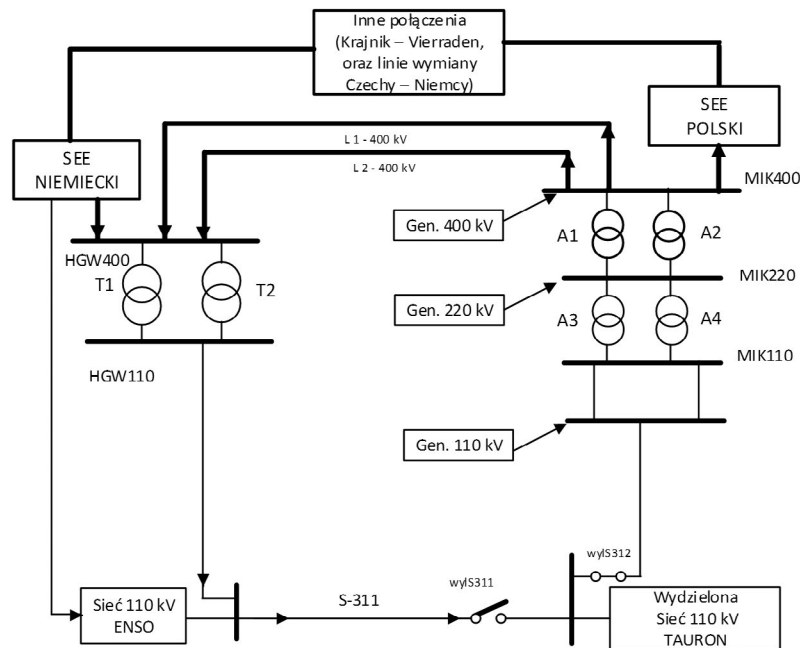 Inne połączenia
(Krajnik – Vierraden,
oraz linie wymiany
Czechy – Niemcy)
SEE
POLSKI
L 1 - 400 kV
SEE
NIEMIECKI
L 2 - 400 kV
MIK400
Gen. 400 kV
A1
A2
HGW400
T1
T2
MIK220
Gen. 220 kV
A3
A4
MIK110
HGW110
Gen. 110 kV
wylS312
wylS311
S-311
Sieć 110 kV
ENSO
Wydzielona
Sieć 110 kV
TAURON